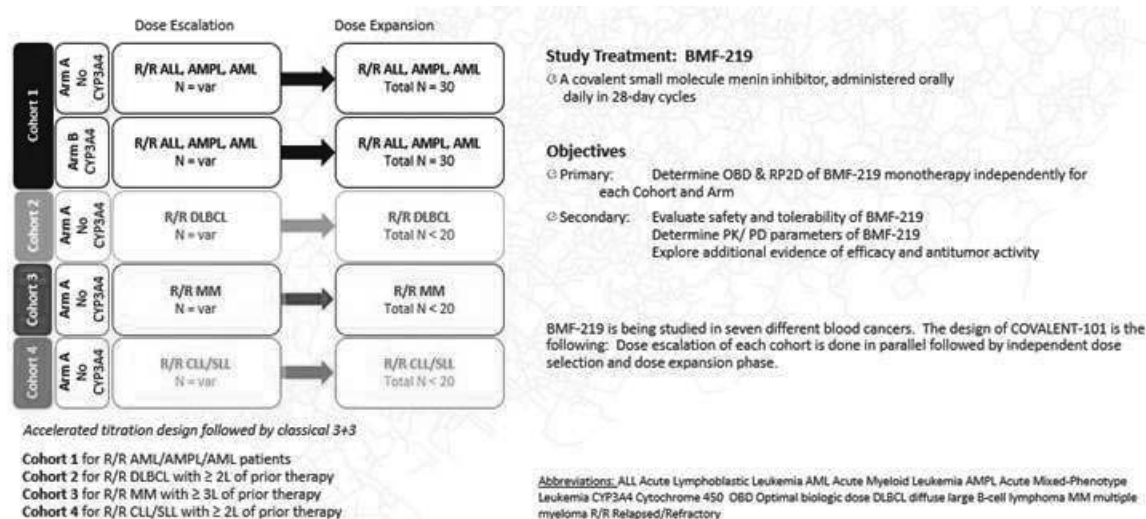 Dose Escalation Dose Expansion
Cohort 1
Arm A
No
CYP3A4
R/R ALL, AMPL, AML
N = var
R/R ALL, AMPL, AML
Total N = 30
Arm B
CYP3A4
R/R ALL, AMPL, AML
N = var
R/R ALL, AMPL, AML
Total N = 30
Cohort 2
Arm A
No
CYP3A4
R/R DLBCL
N = var
R/R DLBCL
Total N < 20
Cohort 3
Arm A
No
CYP3A4
R/R MM
N = var
R/R MM
Total N < 20
Cohort 4
Arm A
No
CYP3A4
R/R CLL/SLL
N = var
R/R CLL/SLL
Total N < 20
Accelerated titration design followed by classical 3+3
Cohort 1 for R/R AML/AMPL/AML patients
Cohort 2 for R/R DLBCL with ≥ 2L of prior therapy
Cohort 3 for R/R MM with ≥ 3L of prior therapy
Cohort 4 for R/R CLL/SLL with ≥ 2L of prior therapy
Study Treatment: BMF-219
A covalent small molecule menin inhibitor, administered orally
daily in 28-day cycles
Objectives
Primary: Determine OBD & RP2D of BMF-219 monotherapy independently for
each Cohort and Arm
Secondary: Evaluate safety and tolerability of BMF-219
Determine PK/ PD parameters of BMF-219
Explore additional evidence of efficacy and antitumor activity
BMF-219 is being studied in seven different blood cancers. The design of COVALENT-101 is the
following: Dose escalation of each cohort is done in parallel followed by independent dose
selection and dose expansion phase.
Abbreviations: ALL Acute Lymphoblastic Leukemia AML Acute Myeloid Leukemia AMPL Acute Mixed-Phenotype
Leukemia CYP3A4 Cytochrome 450 OBD Optimal biologic dose DLBCL diffuse large B-cell lymphoma MM multiple
myeloma R/R Relapsed/Refractory